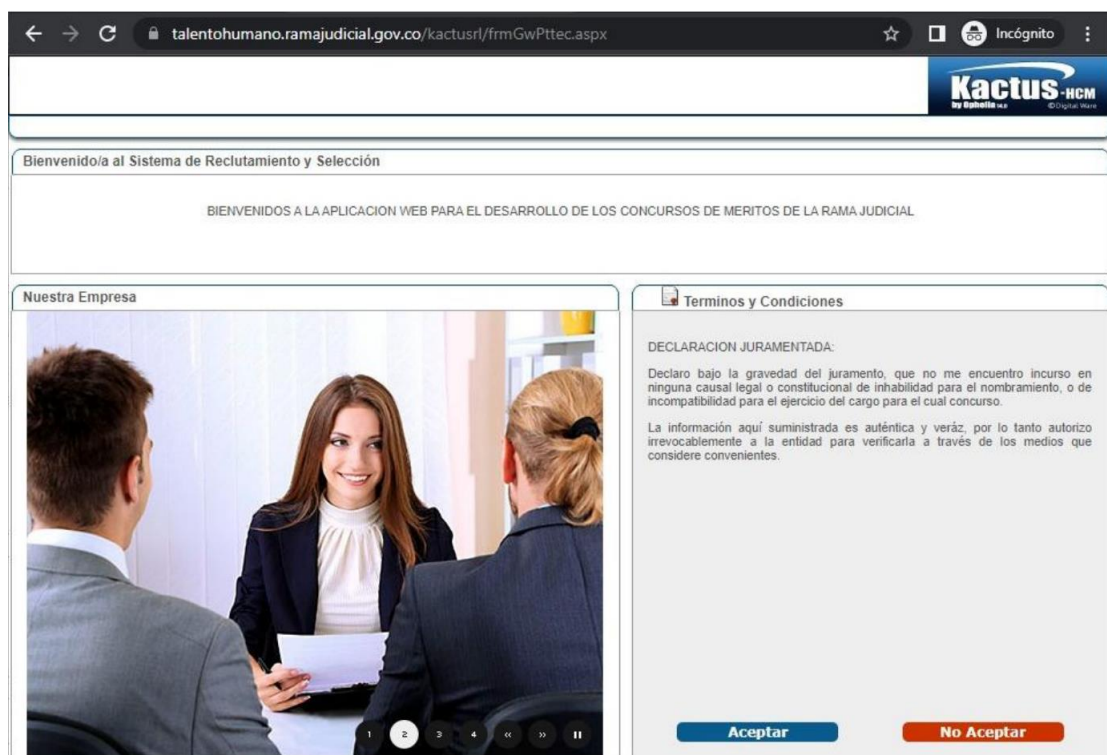 talentohumano.ramajudicial.gov.co/kactusrl/frmGwPttec.aspx
Incógnito
Kactus-HCM
by Ophelia
©Digital Ware
Bienvenido/a al Sistema de Reclutamiento y Selección
BIENVENIDOS A LA APLICACION WEB PARA EL DESARROLLO DE LOS CONCURSOS DE MERITOS DE LA RAMA JUDICIAL
Nuestra Empresa
Terminos y Condiciones
DECLARACION JURAMENTADA:
Declaro bajo la gravedad del juramento, que no me encuentro incurso en
ninguna causal legal o constitucional de inhabilidad para el nombramiento, o de
incompatibilidad para el ejercicio del cargo para el cual concurso.
La información aquí suministrada es auténtica y veráz, por lo tanto autorizo
irrevocablemente a la entidad para verificarla a través de los medios que
considere convenientes.
1 2 3 4 « »
Aceptar
No Aceptar